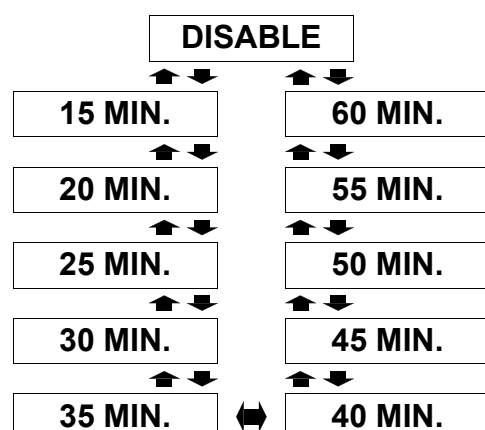 DISABLE
15 MIN.
60 MIN.
20 MIN.
55 MIN.
25 MIN.
50 MIN.
30 MIN.
45 MIN.
35 MIN.
40 MIN.